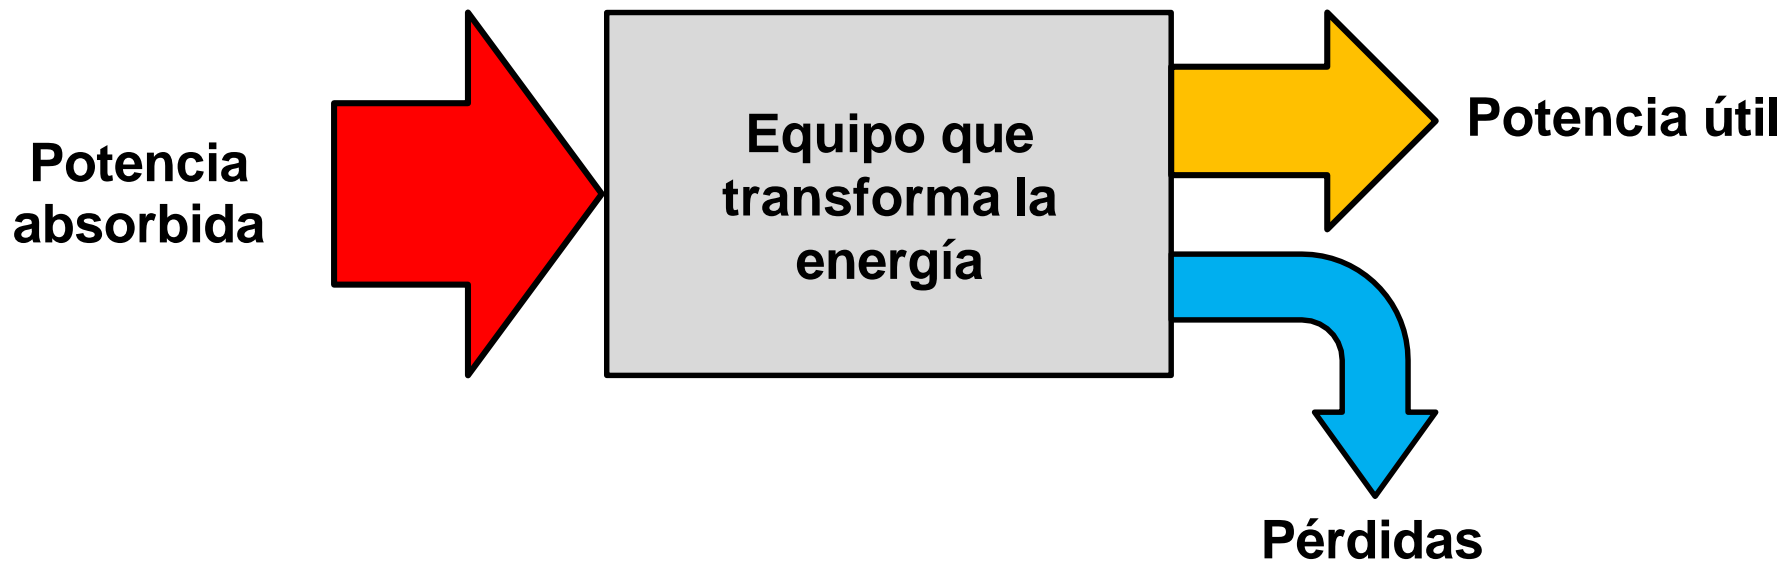 Potencia
absorbida
Equipo que
transforma la
energía
Potencia útil
Pérdidas